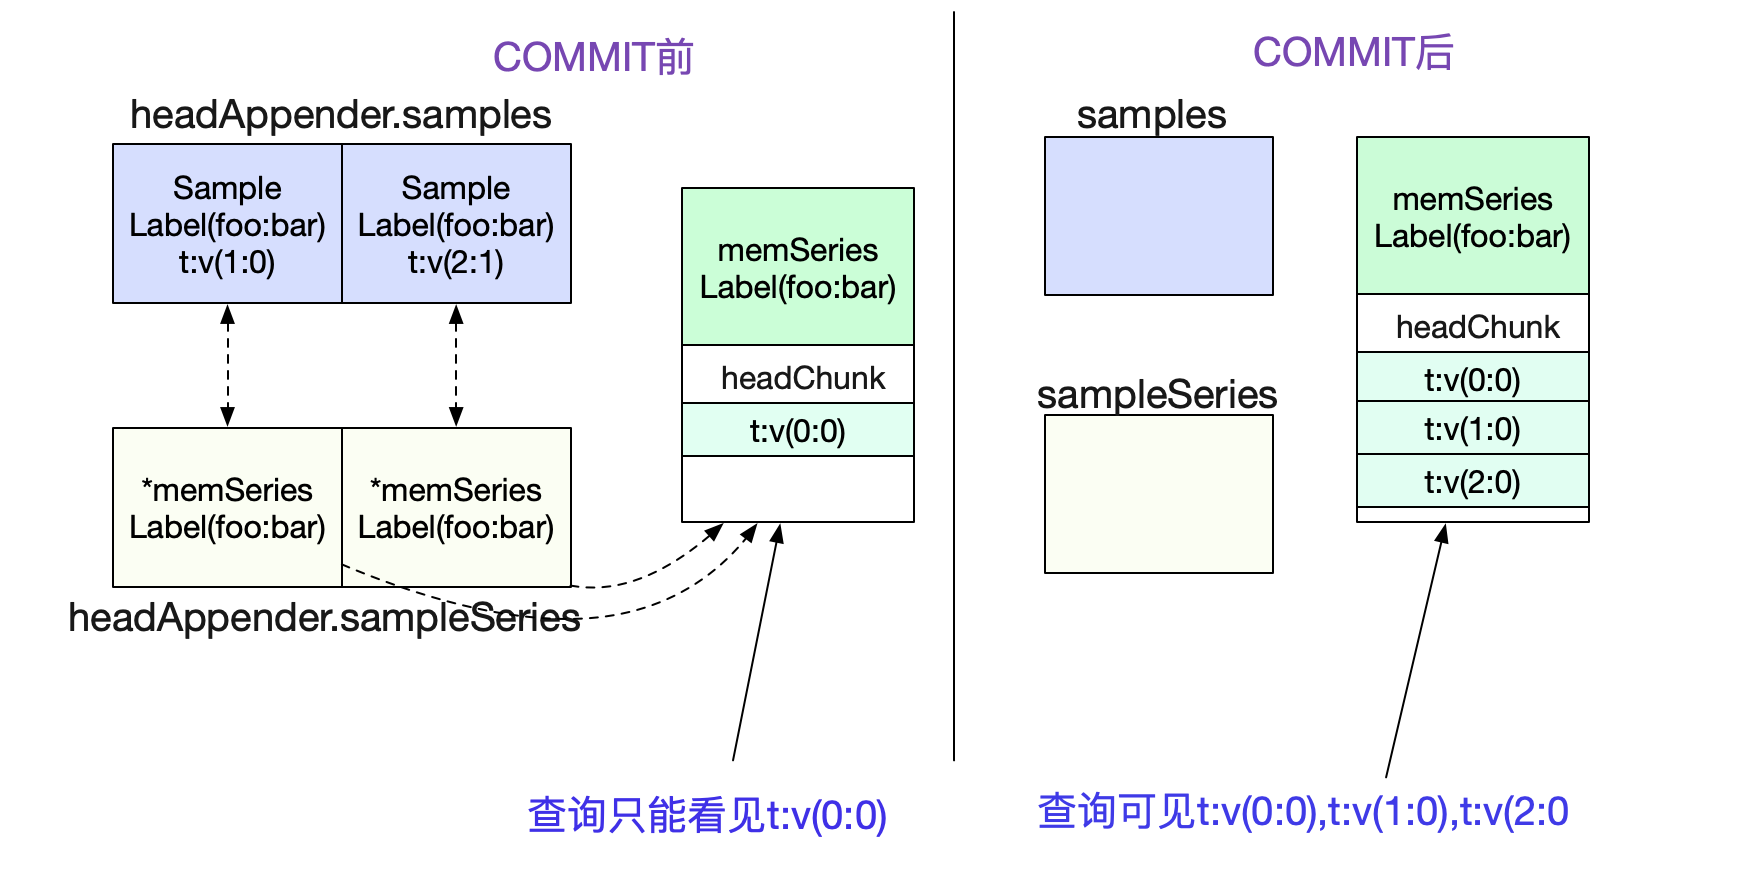 COMMIT前
headAppender.samples
Sample
Label(foo:bar)
t:v(1:0)
Sample
Label(foo:bar)
t:v(2:1)
*memSeries
Label(foo:bar)
*memSeries
Label(foo:bar)
headAppender.sampleSeries
memSeries
Label(foo:bar)
headChunk
t:v(0:0)
查询只能看见t:v(0:0)
COMMIT后
samples
sampleSeries
memSeries
Label(foo:bar)
headChunk
t:v(0:0)
t:v(1:0)
t:v(2:0)
查询可见t:v(0:0),t:v(1:0),t:v(2:0